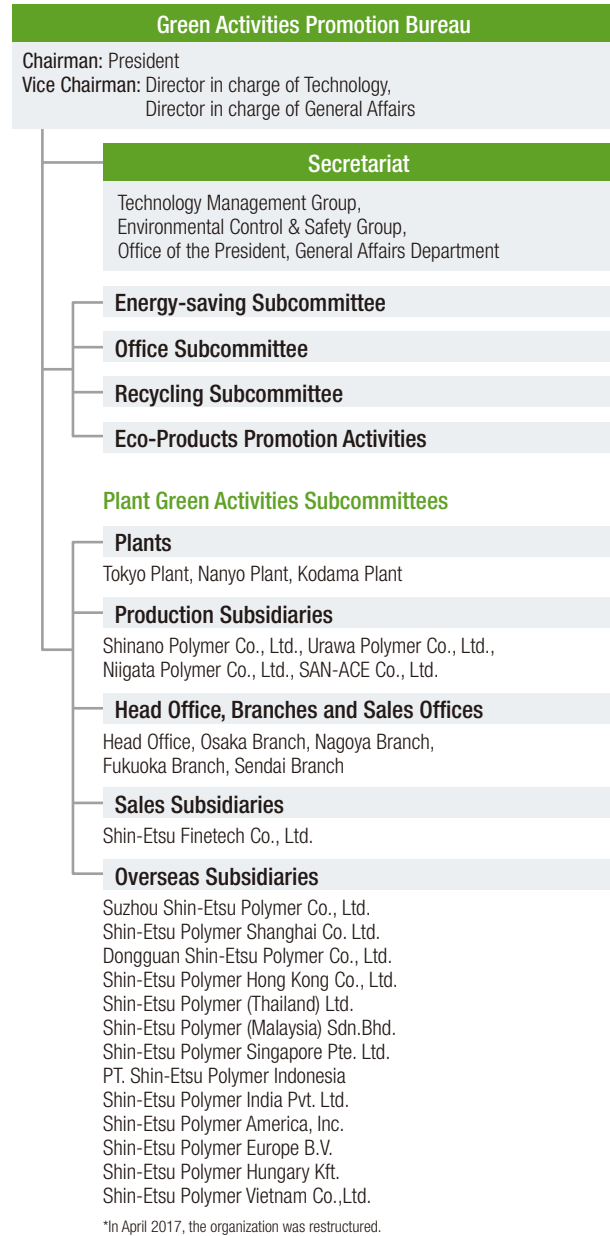 Green Activities Promotion Bureau
Chairman: President
Vice Chairman: Director in charge of Technology,
Director in charge of General Affairs
Secretariat
Technology Management Group,
Environmental Control & Safety Group,
Office of the President, General Affairs Department
Energy-saving Subcommittee
Office Subcommittee
Recycling Subcommittee
Eco-Products Promotion Activities
Plant Green Activities Subcommittees
Plants
Tokyo Plant, Nanyo Plant, Kodama Plant
Production Subsidiaries
Shinano Polymer Co., Ltd., Urawa Polymer Co., Ltd.,
Niigata Polymer Co., Ltd., SAN-ACE Co., Ltd.
Head Office, Branches and Sales Offices
Head Office, Osaka Branch, Nagoya Branch,
Fukuoka Branch, Sendai Branch
Sales Subsidiaries
Shin-Etsu Finetech Co., Ltd.
Overseas Subsidiaries
Suzhou Shin-Etsu Polymer Co., Ltd.
Shin-Etsu Polymer Shanghai Co. Ltd.
Dongguan Shin-Etsu Polymer Co., Ltd.
Shin-Etsu Polymer Hong Kong Co., Ltd.
Shin-Etsu Polymer (Thailand) Ltd.
Shin-Etsu Polymer (Malaysia) Sdn.Bhd.
Shin-Etsu Polymer Singapore Pte. Ltd.
PT. Shin-Etsu Polymer Indonesia
Shin-Etsu Polymer India Pvt. Ltd.
Shin-Etsu Polymer America, Inc.
Shin-Etsu Polymer Europe B.V.
Shin-Etsu Polymer Hungary Kft.
Shin-Etsu Polymer Vietnam Co.,Ltd.
*In April 2017, the organization was restructured.